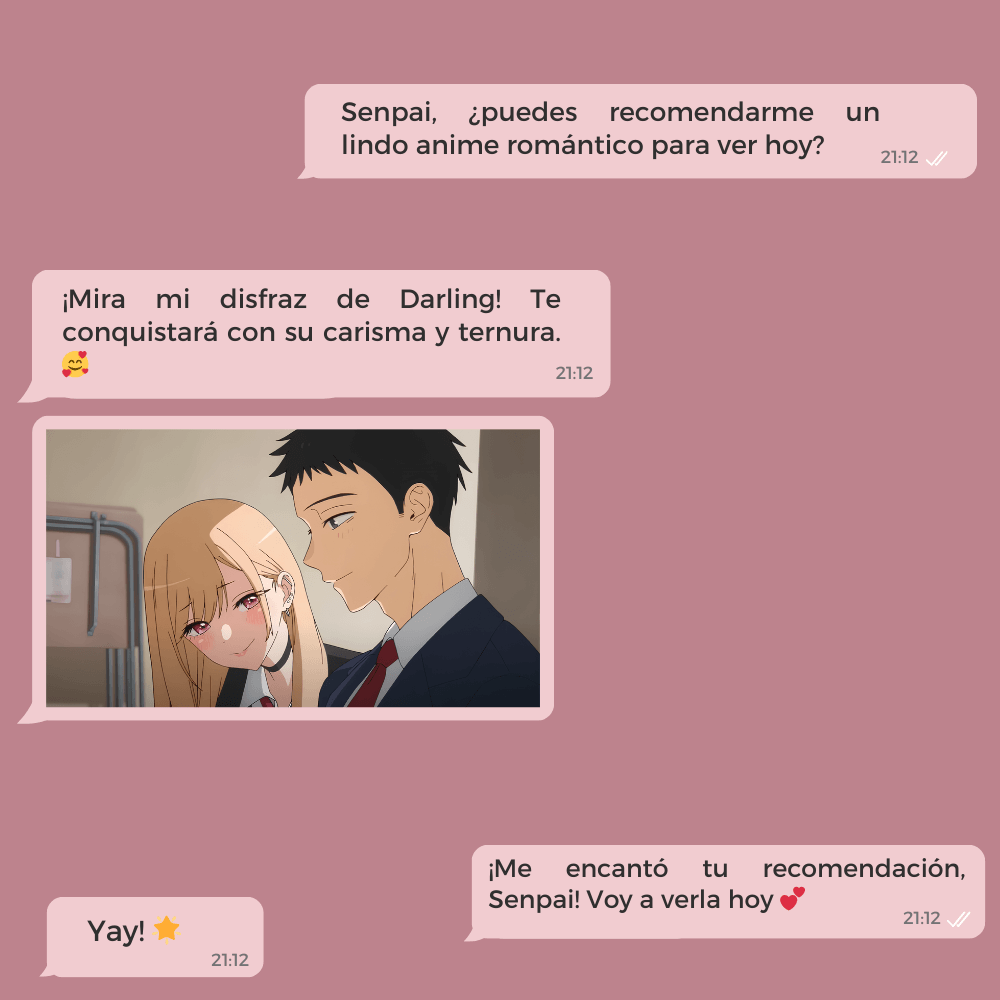 Senpai, ¿puedes recomendarme un
lindo anime romántico para ver hoy?
21:12
¡Mira mi disfraz de Darling! Te
conquistará con su carisma y ternura.
🥰
21:12
¡Me encantó tu recomendación,
Senpai! Voy a verla hoy 💕
21:12
Yay! ⭐
21:12